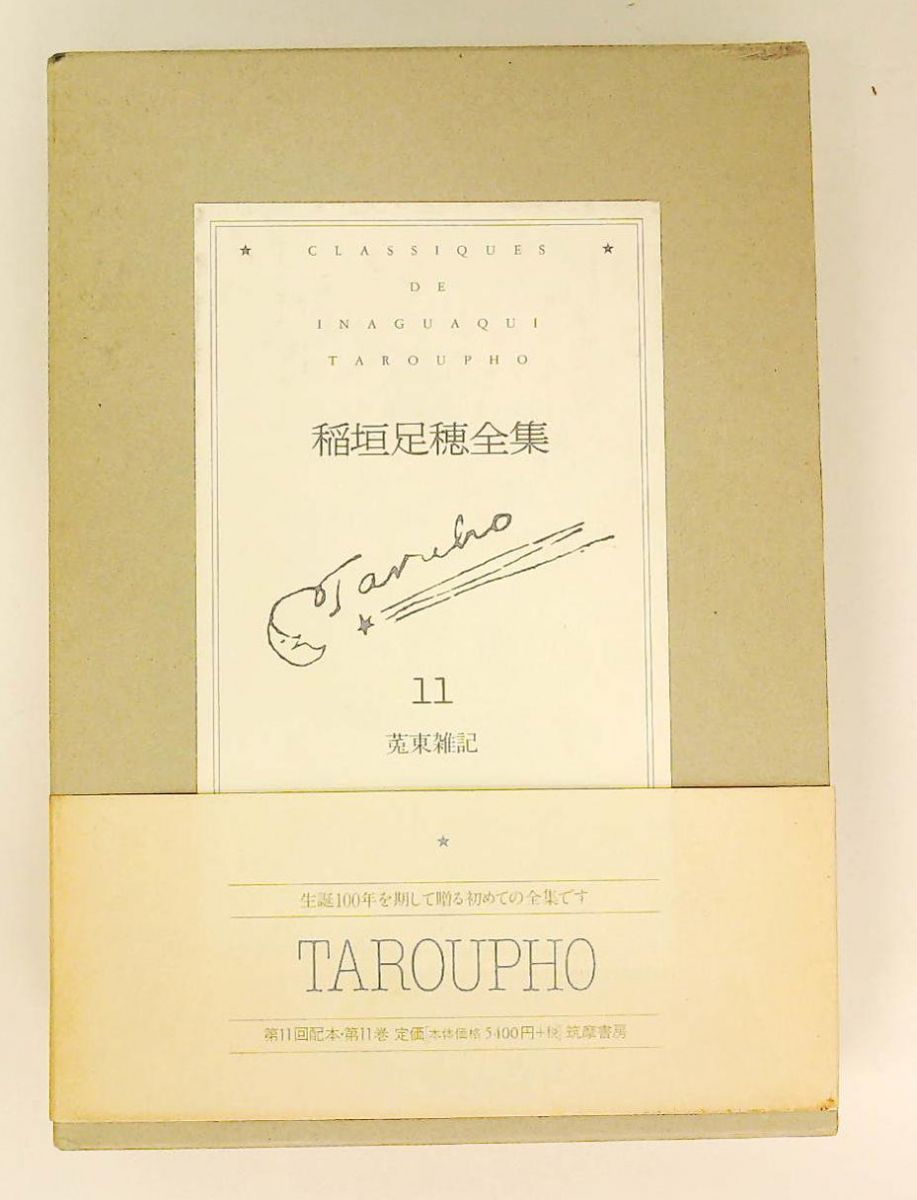 CLASSIQUES
DE
INAGUAQUI
TAROUPHO
稲垣足穂全集
Taruho
11
菟東雑記
生誕100年を期して贈る初めての全集です
TAROUPHO
第11回配本・第11巻 定価[本体価格5400円+税] 筑摩書房